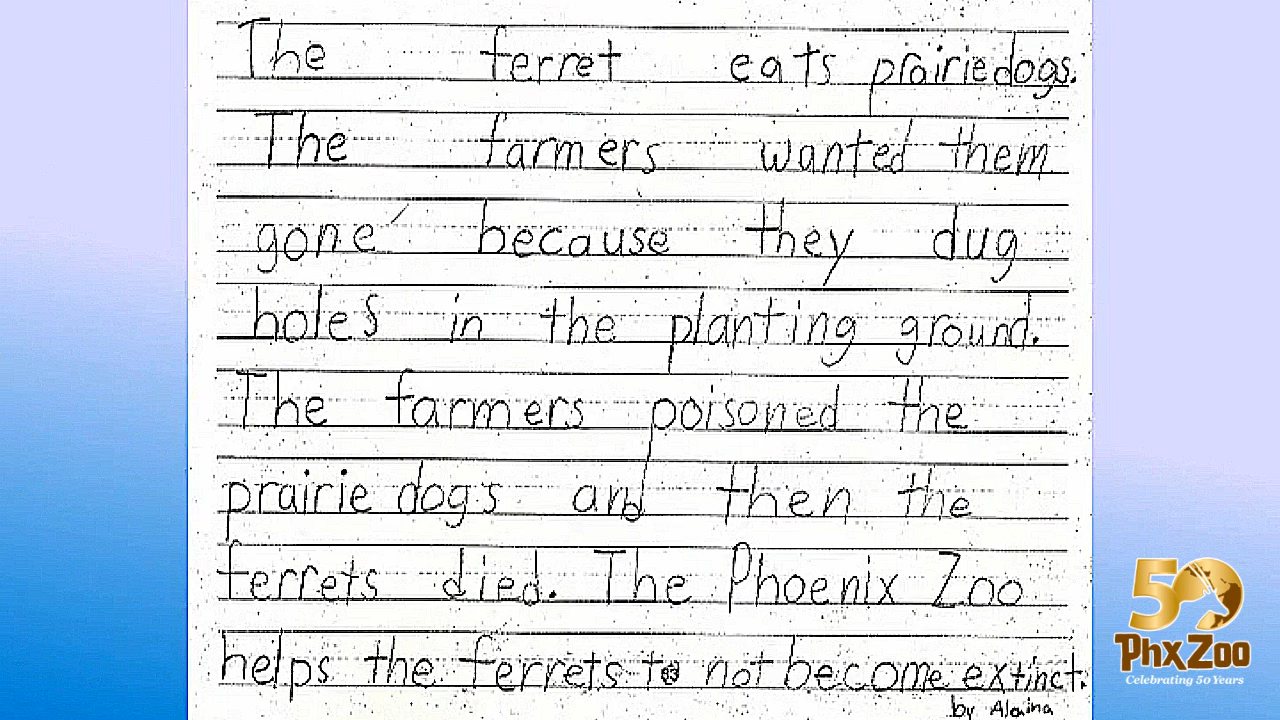 The ferret eats prairiedogs.
The farmers wanted them
gone because they dug
holes in the planting ground.
The farmers poisoned the
prairie dogs and then the
ferrets died. The Phoenix Zoo
helps the ferrets to not become extinct.
by Alaina
50
PhxZoo
Celebrating 50 Years